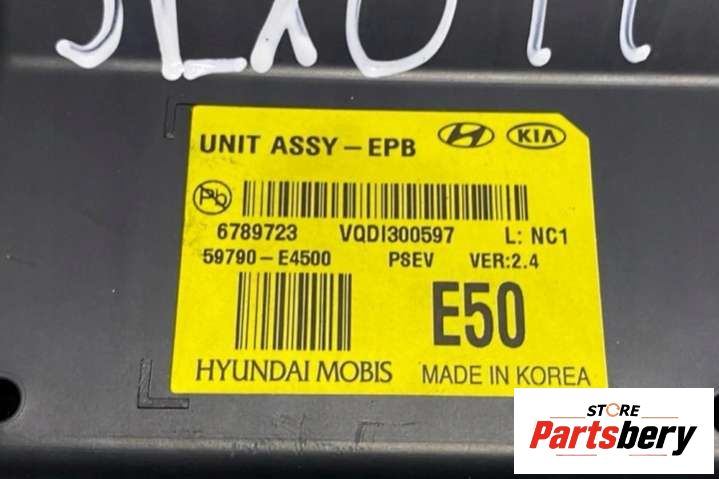 UNIT ASSY-EPB KIA
Pb
6789723 VQDI300597 L: NC1
59790-E4500 PSEV VER:2.4
E50
HYUNDAI MOBIS MADE IN KOREA
STORE
Partsbery